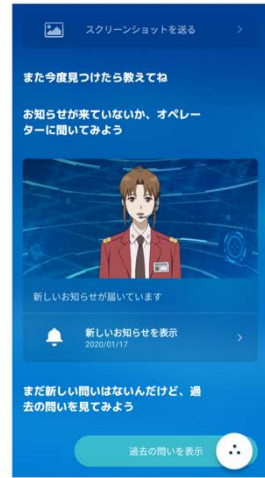 スクリーンショットを送る
また今度見つけたら教えてね
お知らせが来ていないか、オペレー
ターに聞いてみよう
新しいお知らせが届いています
新しいお知らせを表示
2020/01/17
まだ新しい問いはないんだけど、過
去の問いを見てみよう
過去の問いを表示